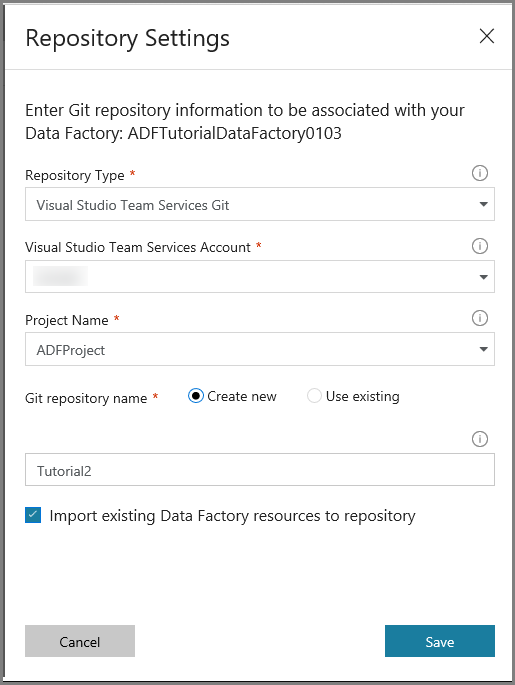 Repository Settings
Enter Git repository information to be associated with your
Data Factory: ADFTutorialDataFactory0103
Repository Type *
Visual Studio Team Services Git
Visual Studio Team Services Account *
Project Name *
ADFProject
Git repository name * Create new Use existing
Tutorial2
Import existing Data Factory resources to repository
Cancel Save